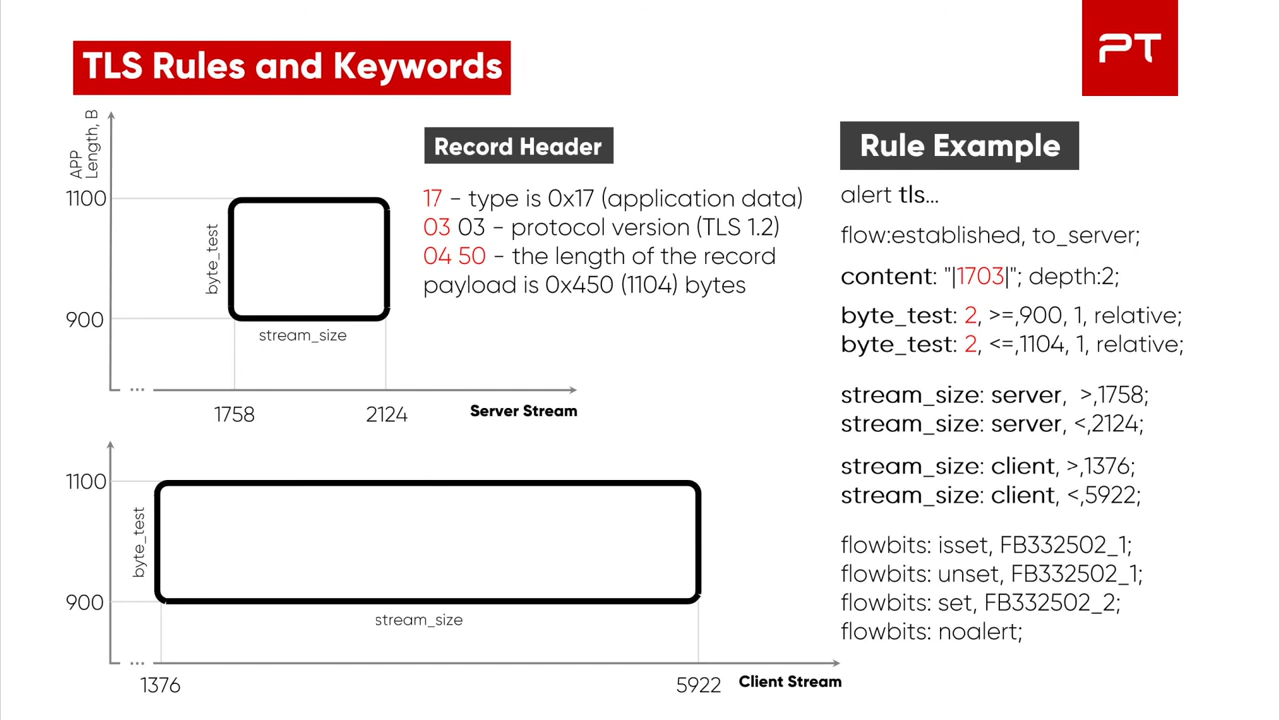 TLS Rules and Keywords
PT
APP
Length, B
1100
byte_test
900
stream_size
...
1758
2124
Server Stream
Record Header
17 – type is 0x17 (application data)
03 03 – protocol version (TLS 1.2)
04 50 – the length of the record
payload is 0x450 (1104) bytes
1100
byte_test
900
stream_size
...
1376
5922
Client Stream
Rule Example
alert tls...
flow:established, to_server;
content: "|1703|"; depth:2;
byte_test: 2, >=,900, 1, relative;
byte_test: 2, <=,1104, 1, relative;
stream_size: server, >,1758;
stream_size: server, <,2124;
stream_size: client, >,1376;
stream_size: client, <,5922;
flowbits: isset, FB332502_1;
flowbits: unset, FB332502_1;
flowbits: set, FB332502_2;
flowbits: noalert;